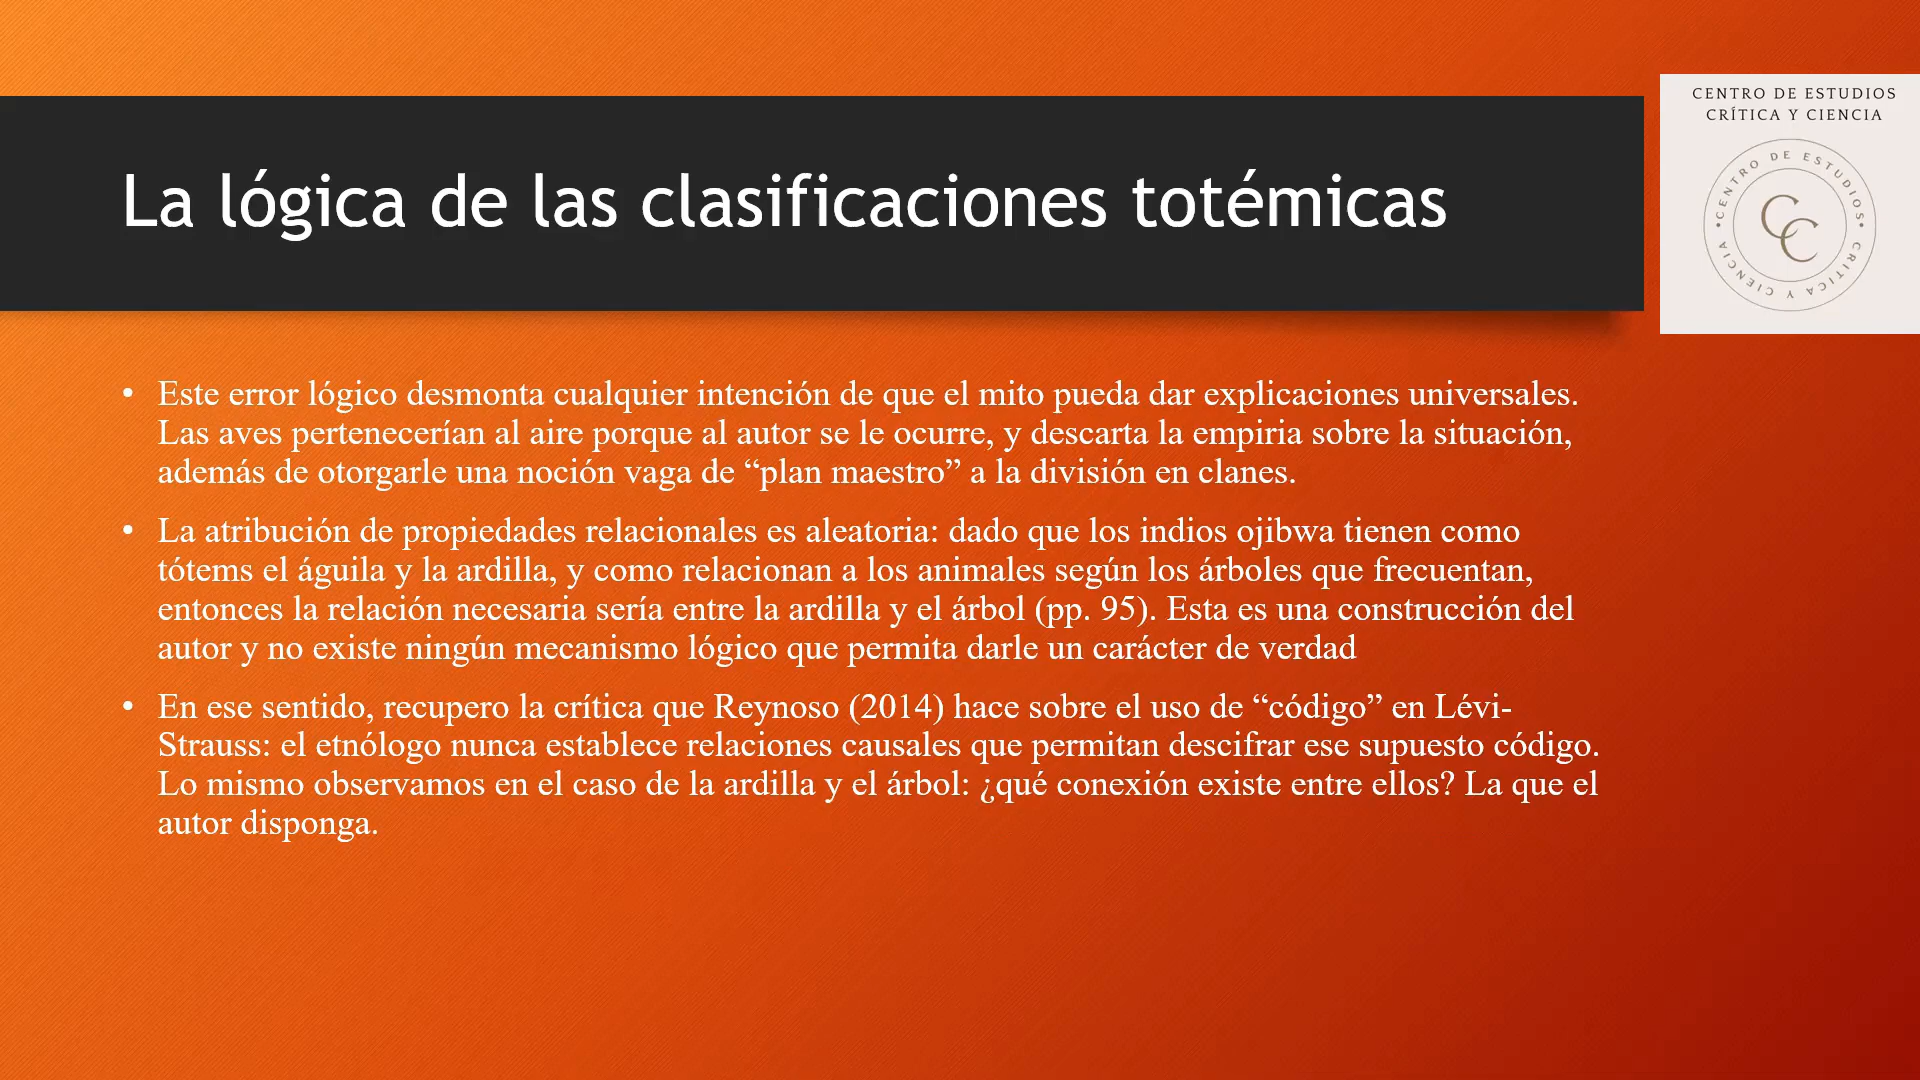 CENTRO DE ESTUDIOS
CRÍTICA Y CIENCIA
CENTRO DE ESTUDIOS • CRITICA Y CIENCIA •
CC
La lógica de las clasificaciones totémicas
• Este error lógico desmonta cualquier intención de que el mito pueda dar explicaciones universales.
Las aves pertenecerían al aire porque al autor se le ocurre, y descarta la empiria sobre la situación,
además de otorgarle una noción vaga de “plan maestro” a la división en clanes.
• La atribución de propiedades relacionales es aleatoria: dado que los indios ojibwa tienen como
tótems el águila y la ardilla, y como relacionan a los animales según los árboles que frecuentan,
entonces la relación necesaria sería entre la ardilla y el árbol (pp. 95). Esta es una construcción del
autor y no existe ningún mecanismo lógico que permita darle un carácter de verdad
• En ese sentido, recupero la crítica que Reynoso (2014) hace sobre el uso de “código” en Lévi-
Strauss: el etnólogo nunca establece relaciones causales que permitan descifrar ese supuesto código.
Lo mismo observamos en el caso de la ardilla y el árbol: ¿qué conexión existe entre ellos? La que el
autor disponga.